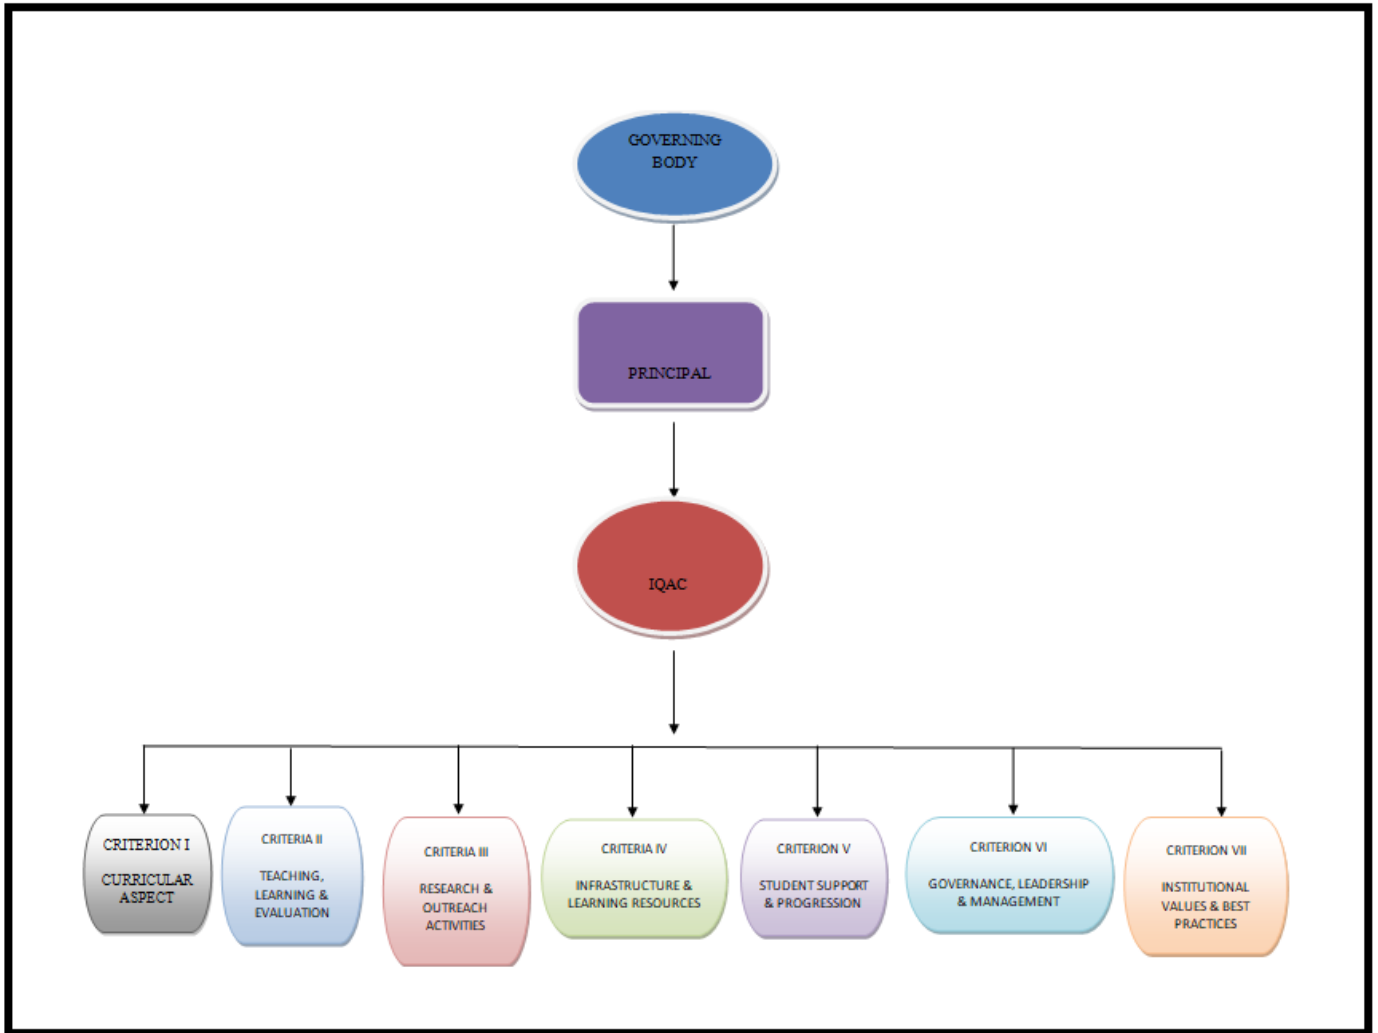 GOVERNING
BODY
PRINCIPAL
IQAC
CRITERION I
CURRICULAR
ASPECT
CRITERIA II
TEACHING,
LEARNING &
EVALUATION
CRITERIA III
RESEARCH &
OUTREACH
ACTIVITIES
CRITERIA IV
INFRASTRUCTURE &
LEARNING RESOURCES
CRITERION V
STUDENT SUPPORT
& PROGRESSION
CRITERION VI
GOVERNANCE, LEADERSHIP
& MANAGEMENT
CRITERION VII
INSTITUTIONAL
VALUES & BEST
PRACTICES